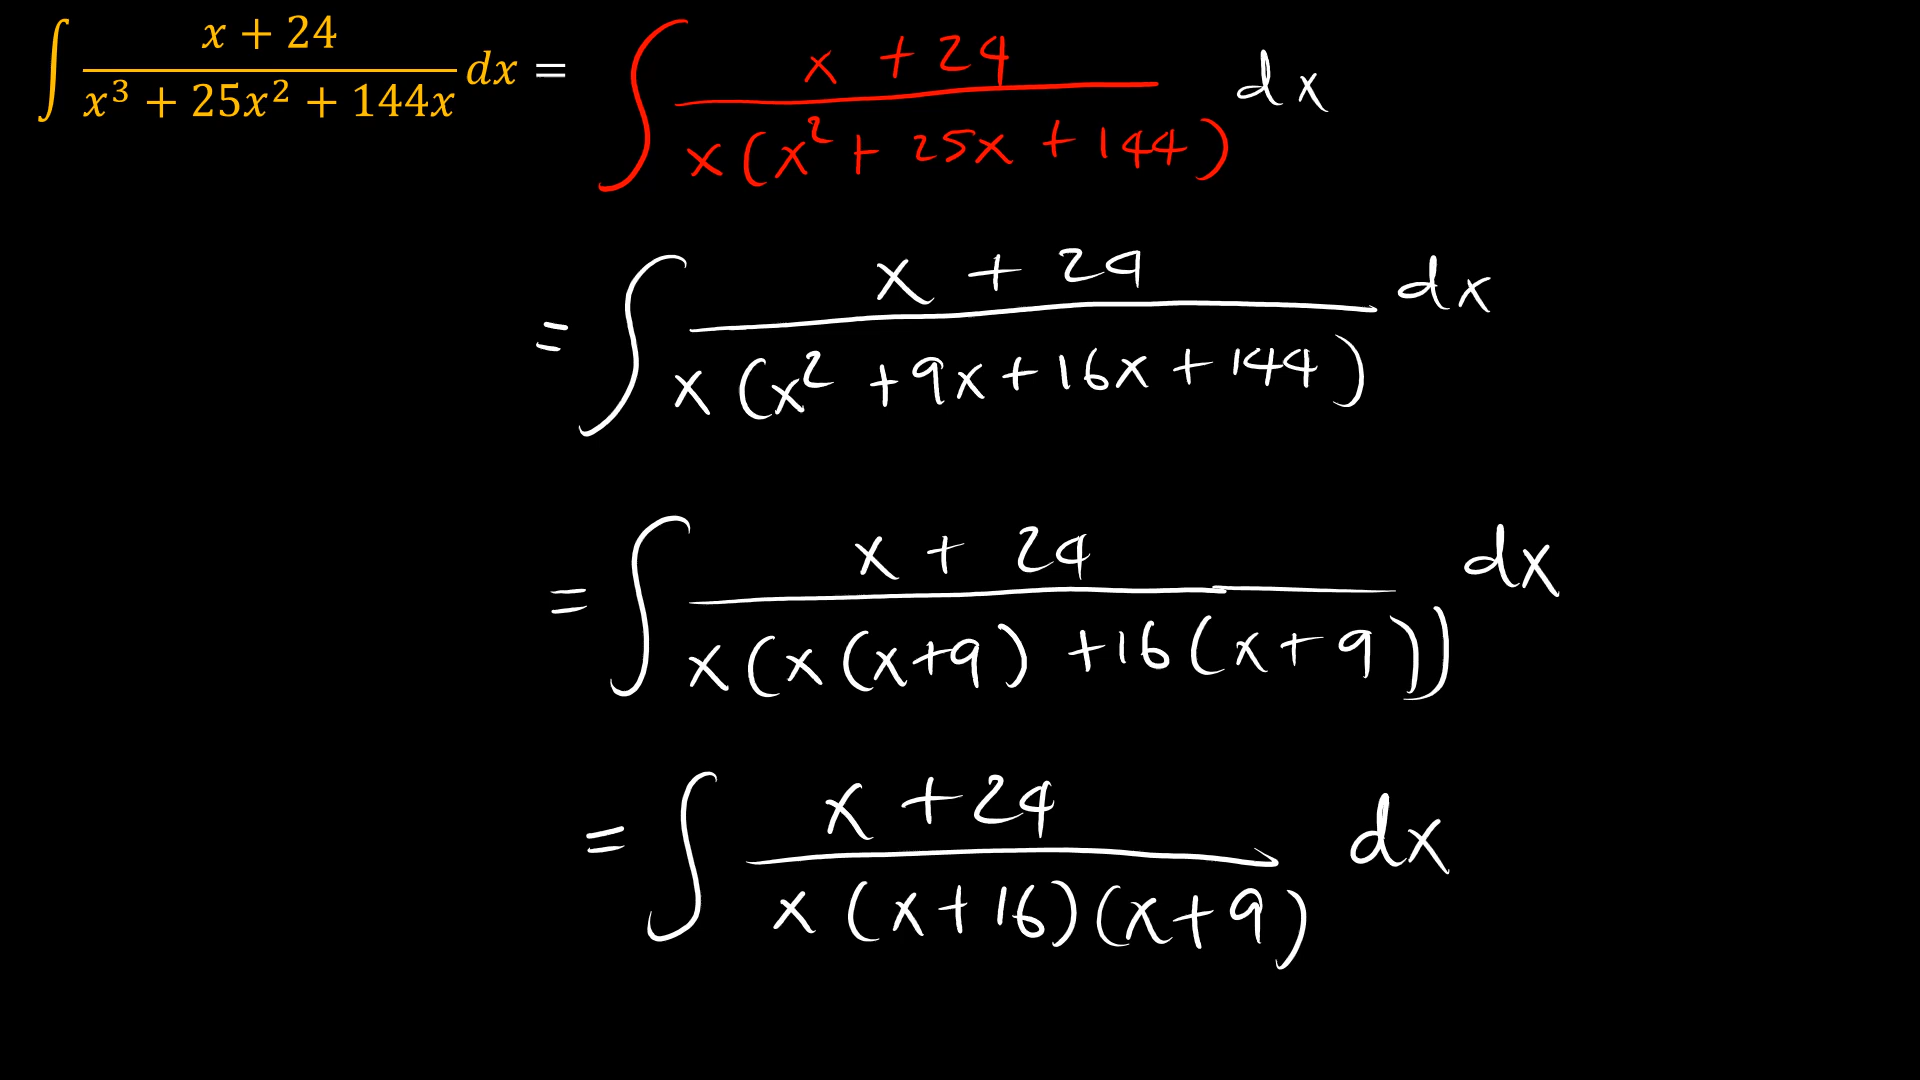 ∫ (x + 24)/(x³ + 25x² + 144x) dx = ∫ (x + 24)/(x(x² + 25x + 144)) dx
= ∫ (x + 24)/(x(x² + 9x + 16x + 144)) dx
= ∫ (x + 24)/(x(x(x+9) + 16(x+9))) dx
= ∫ (x + 24)/(x(x+16)(x+9)) dx